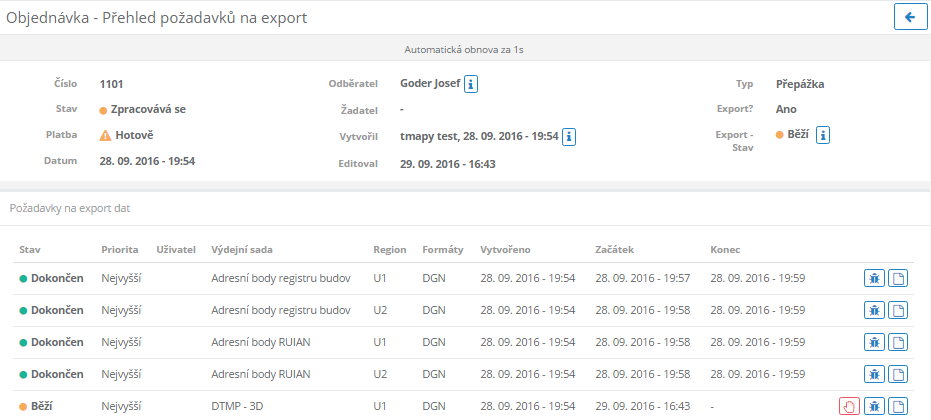 Objednávka - Přehled požadavků na export
Automatická obnova za 1s
Číslo 1101 Odběratel Goder Josef Typ Přepážka
Stav Zpracovává se Žadatel - Export? Ano
Platba Hotově Vytvořil tmapy test, 28. 09. 2016 - 19:54 Export - Stav Běží
Datum 28. 09. 2016 - 19:54 Editoval 29. 09. 2016 - 16:43
Požadavky na export dat
Stav Priorita Uživatel Výdejní sada Region Formáty Vytvořeno Začátek Konec
Dokončen Nejvyšší Adresní body registru budov U1 DGN 28. 09. 2016 - 19:54 28. 09. 2016 - 19:57 28. 09. 2016 - 19:59
Dokončen Nejvyšší Adresní body registru budov U2 DGN 28. 09. 2016 - 19:54 28. 09. 2016 - 19:58 28. 09. 2016 - 19:59
Dokončen Nejvyšší Adresní body RUIAN U1 DGN 28. 09. 2016 - 19:54 28. 09. 2016 - 19:58 28. 09. 2016 - 19:59
Dokončen Nejvyšší Adresní body RUIAN U2 DGN 28. 09. 2016 - 19:54 28. 09. 2016 - 19:58 28. 09. 2016 - 19:59
Běží Nejvyšší DTMP - 3D U1 DGN 28. 09. 2016 - 19:54 29. 09. 2016 - 16:43 -